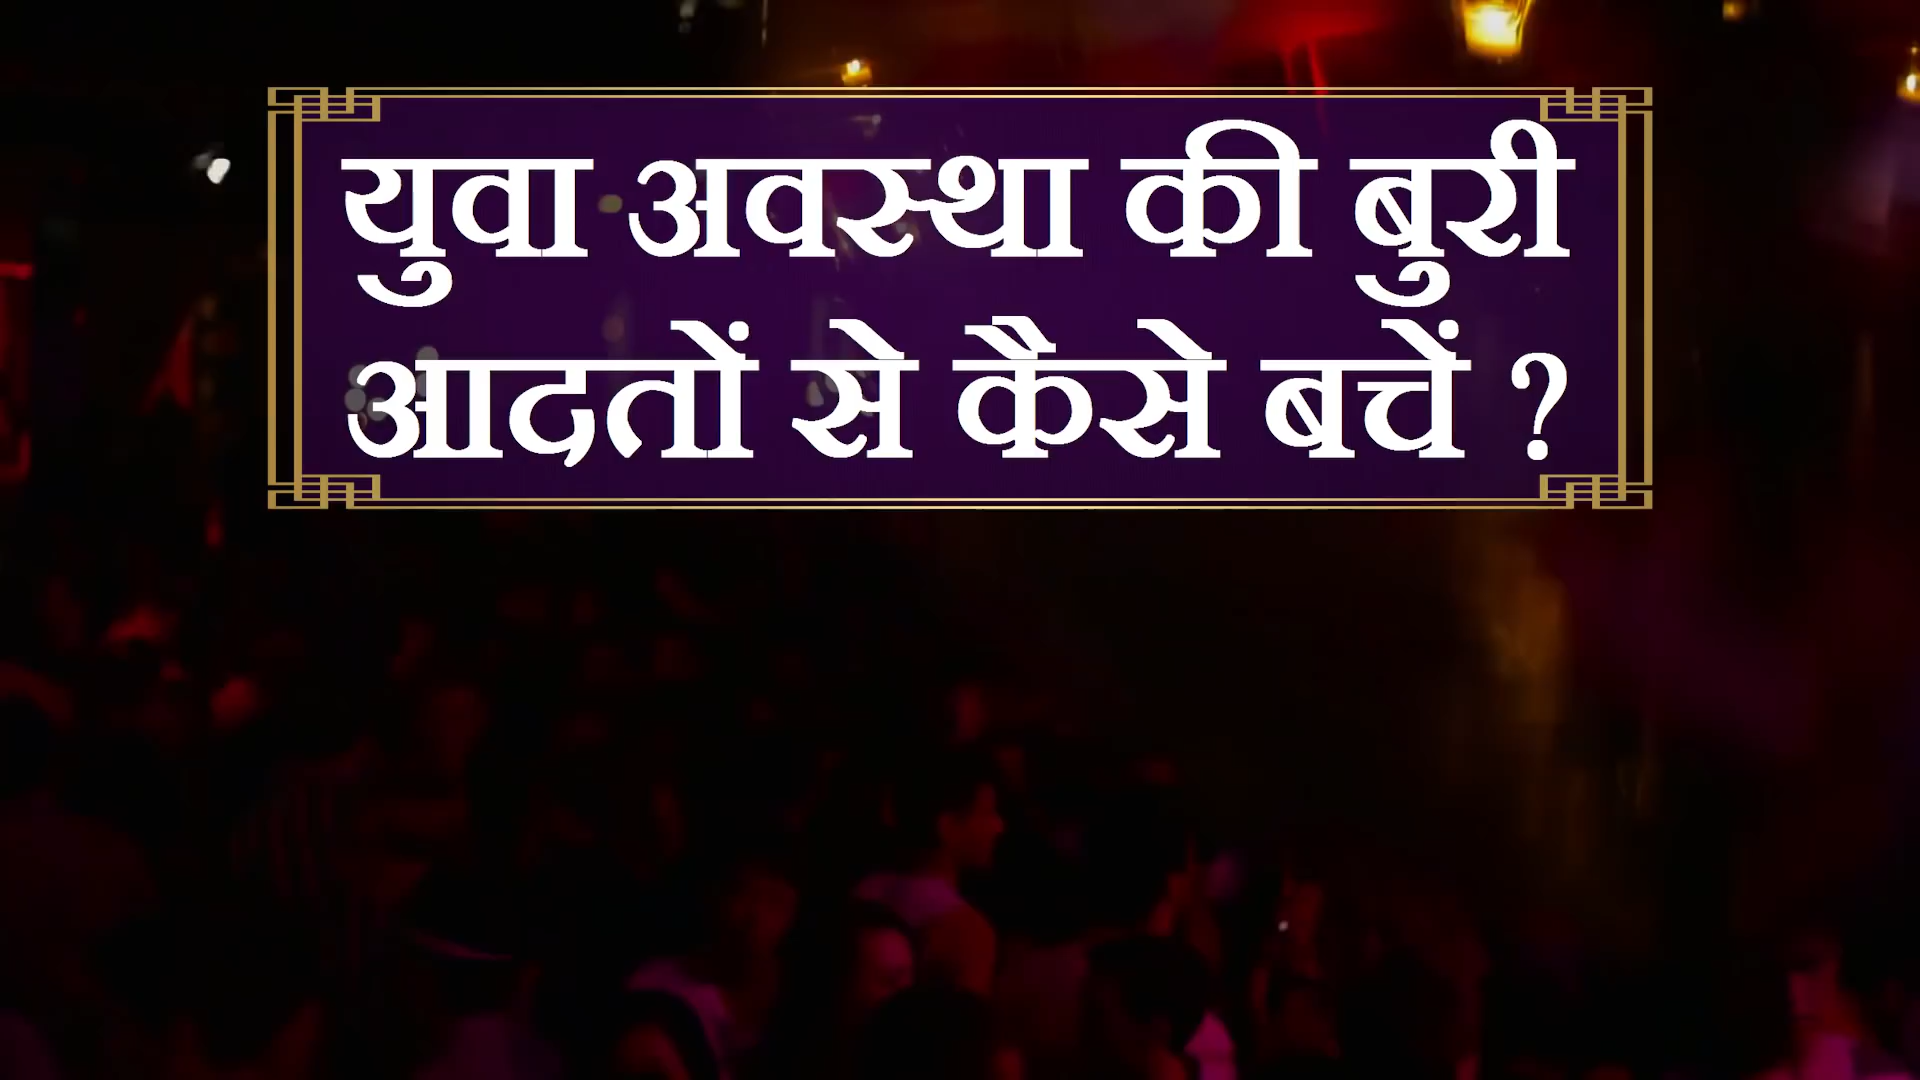 युवा अवस्था की बुरी
आदतों से कैसे बचें ?